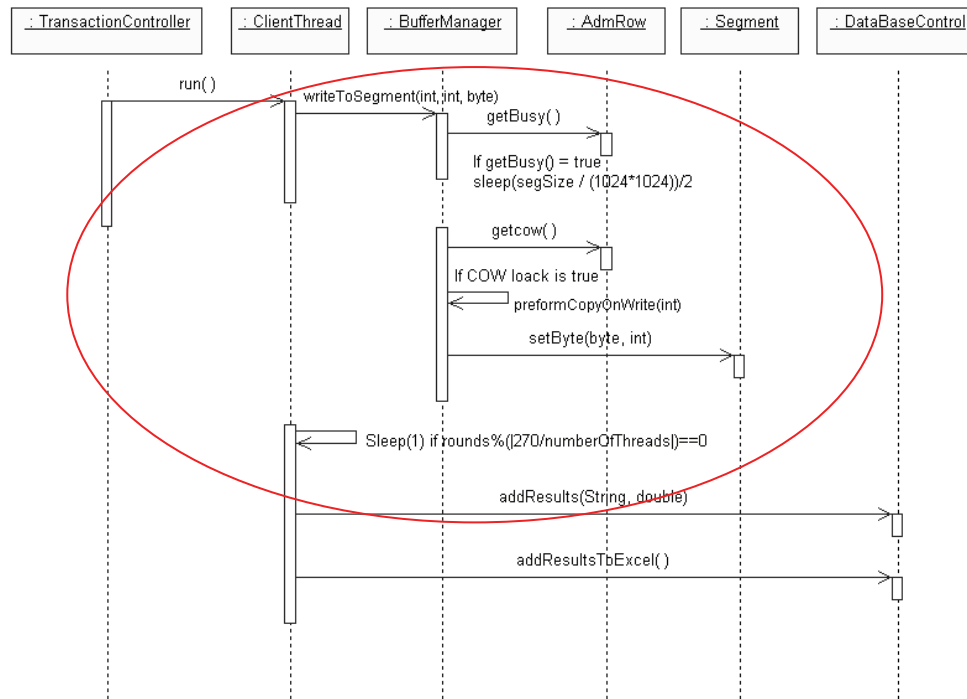 : TransactionController
: ClientThread
: BufferManager
: AdmRow
: Segment
: DataBaseControl
run( )
writeToSegment(int, int, byte)
getBusy( )
If getBusy() = true
sleep(segSize / (1024*1024))/2
getcow( )
If COW loack is true
preformCopyOnWrite(int)
setByte(byte, int)
Sleep(1) if rounds%(|270/numberOfThreads|)==0
addResults(String, double)
addResultsTbExcel( )